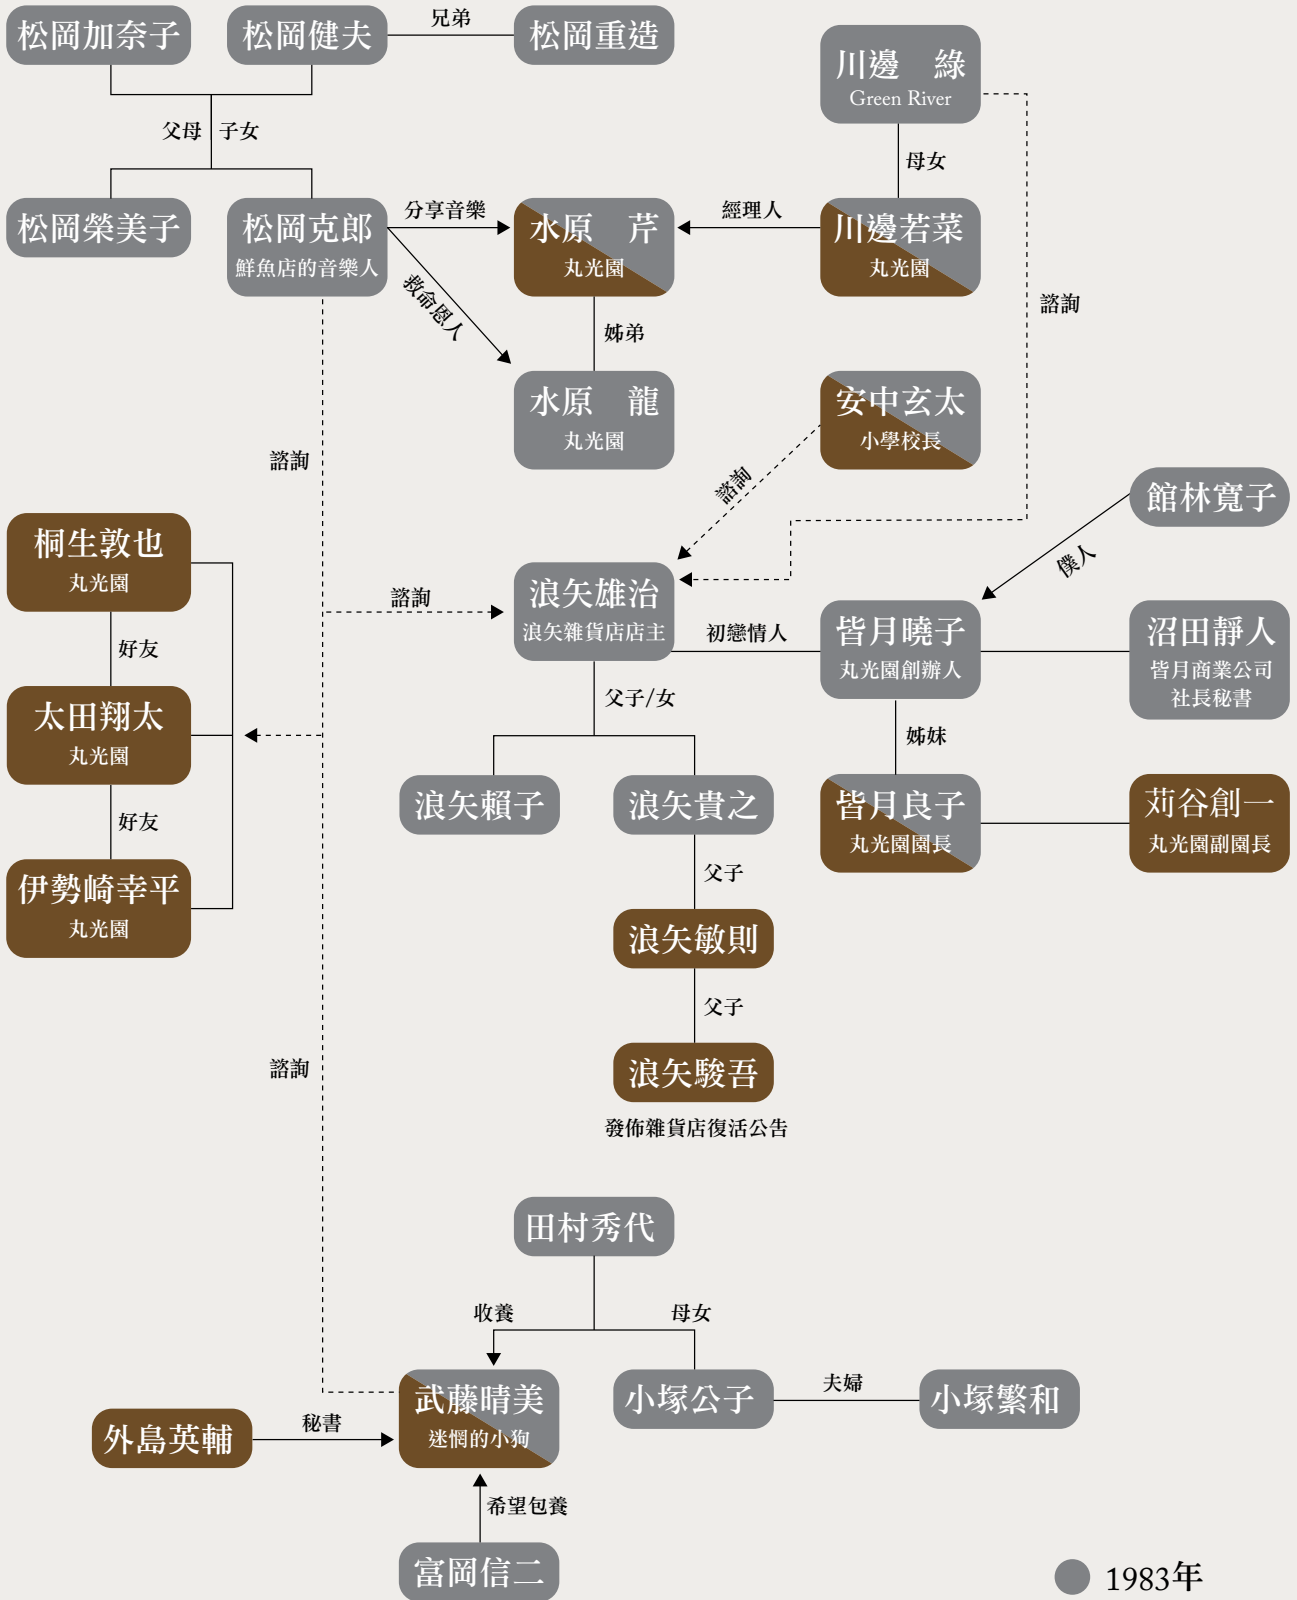 松岡加奈子
松岡健夫
兄弟
松岡重造
川邊　綠
Green River
父母
子女
母女
松岡榮美子
松岡克郎
鮮魚店的音樂人
分享音樂
水原　芹
丸光園
經理人
川邊若菜
丸光園
救命恩人
姊弟
諮詢
水原　龍
丸光園
安中玄太
小學校長
諮詢
諮詢
館林寬子
僕人
桐生敦也
丸光園
好友
太田翔太
丸光園
好友
伊勢崎幸平
丸光園
諮詢
浪矢雄治
浪矢雜貨店店主
初戀情人
皆月曉子
丸光園創辦人
沼田靜人
皆月商業公司
社長秘書
父子/女
姊妹
浪矢賴子
浪矢貴之
皆月良子
丸光園園長
苅谷創一
丸光園副園長
父子
浪矢敏則
父子
浪矢駿吾
發佈雜貨店復活公告
諮詢
田村秀代
收養
母女
武藤晴美
迷惘的小狗
小塚公子
夫婦
小塚繁和
外島英輔
秘書
希望包養
富岡信二
1983年